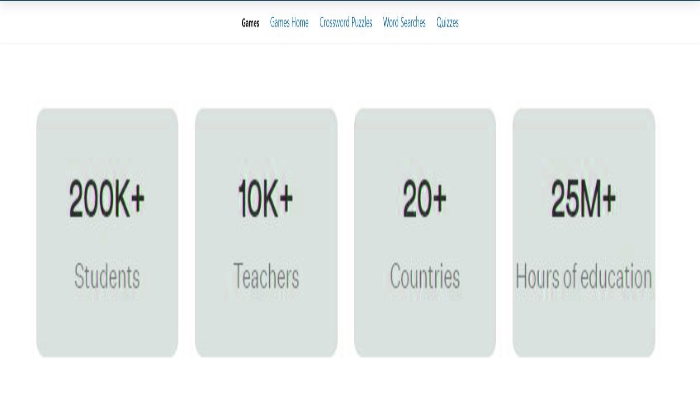 Games Games Home Crossword Puzzles Word Searches Quizzes
200K+ 10K+ 20+ 25M+
Students Teachers Countries Hours of education